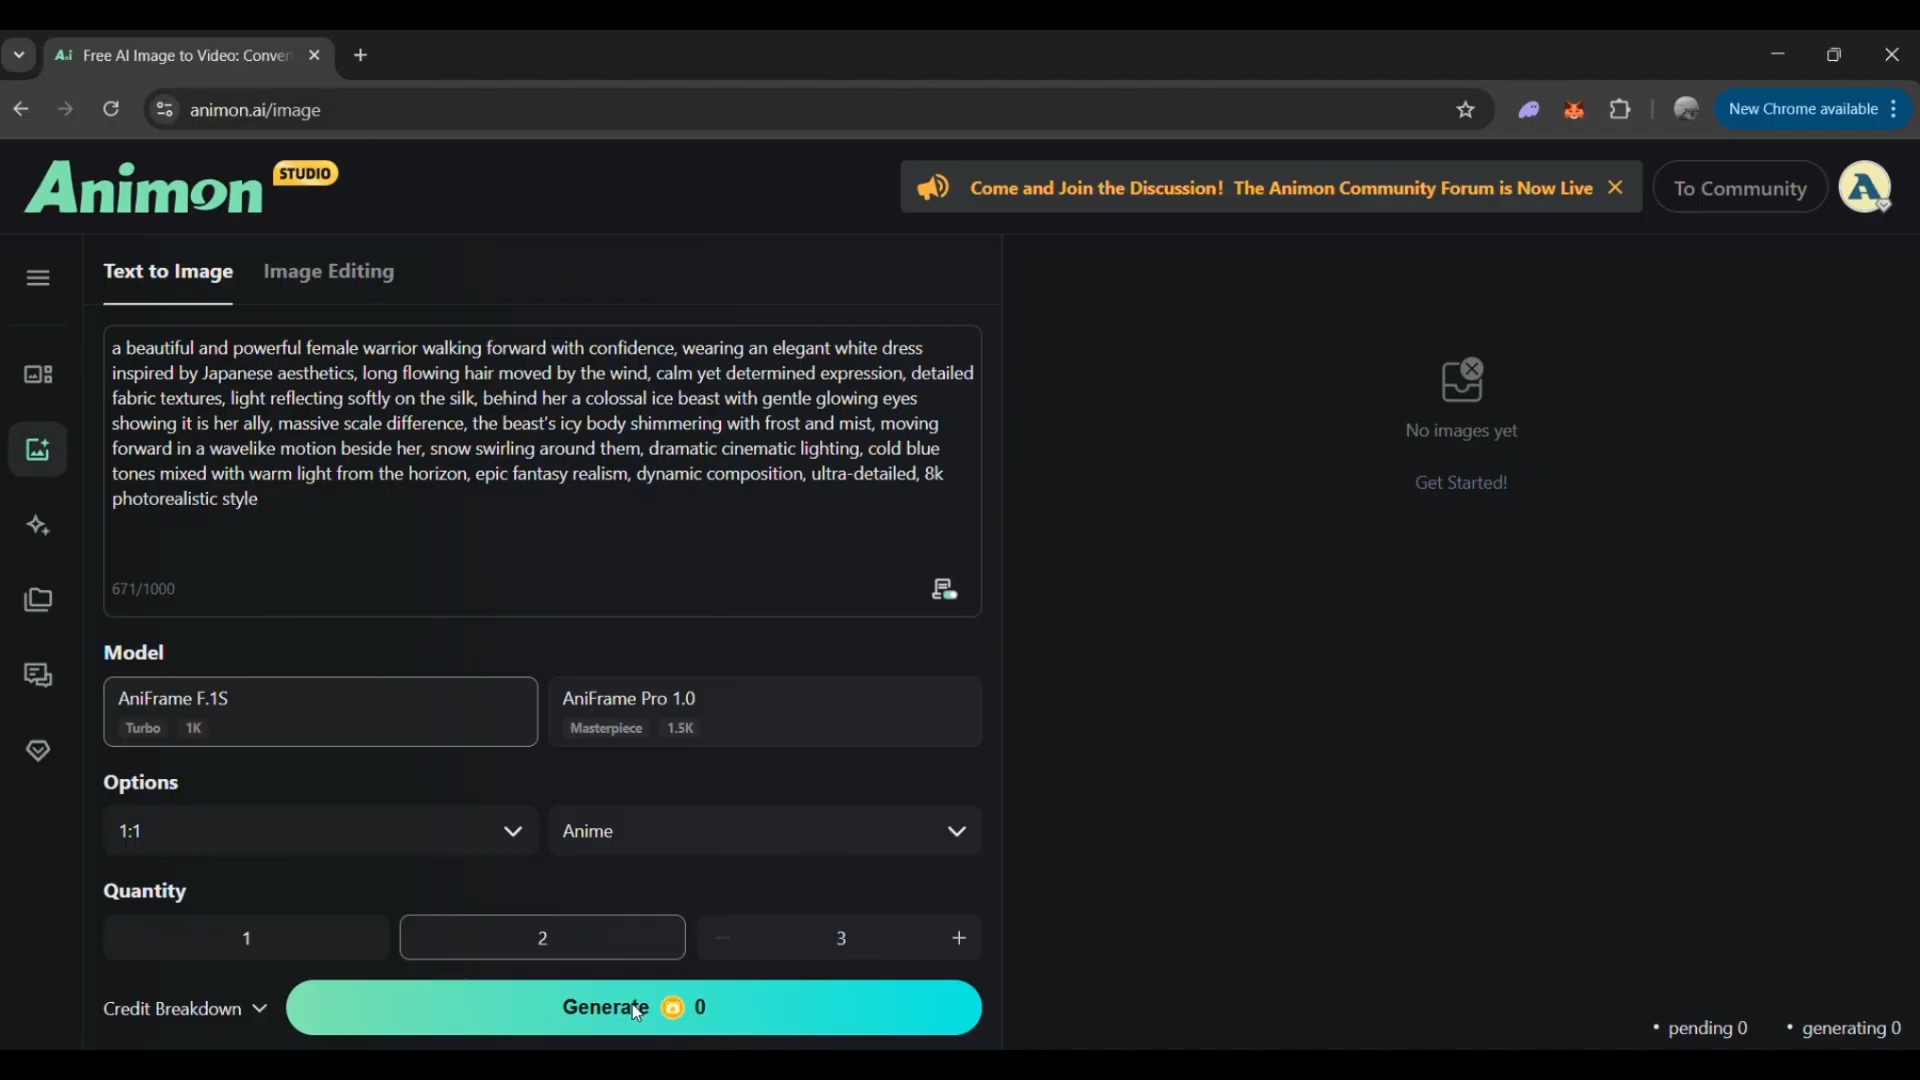 Free AI Image to Video: Conver
animon.ai/image
New Chrome available
Animon STUDIO
Come and Join the Discussion! The Animon Community Forum is Now Live
To Community
Text to Image
Image Editing
a beautiful and powerful female warrior walking forward with confidence, wearing an elegant white dress
inspired by Japanese aesthetics, long flowing hair moved by the wind, calm yet determined expression, detailed
fabric textures, light reflecting softly on the silk, behind her a colossal ice beast with gentle glowing eyes
showing it is her ally, massive scale difference, the beast's icy body shimmering with frost and mist, moving
forward in a wavelike motion beside her, snow swirling around them, dramatic cinematic lighting, cold blue
tones mixed with warm light from the horizon, epic fantasy realism, dynamic composition, ultra-detailed, 8k
photorealistic style
671/1000
No images yet
Get Started!
Model
AniFrame F.1S
Turbo 1K
AniFrame Pro 1.0
Masterpiece 1.5K
Options
1:1
Anime
Quantity
1
2
3
Credit Breakdown
Generate 0
pending 0
generating 0